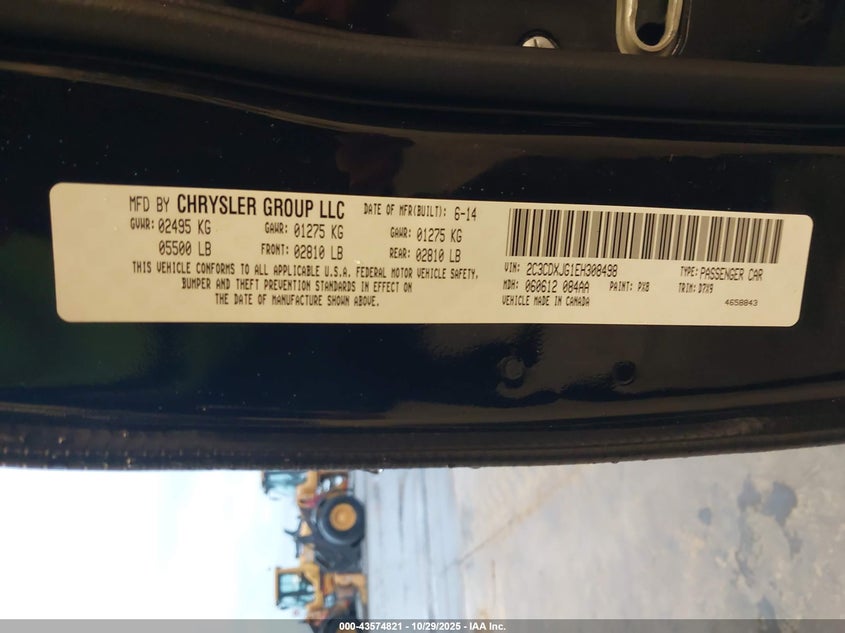 MFD BY CHRYSLER GROUP LLC DATE OF MFR(BUILT): 6-14
GVWR: 02495 KG GAWR: 01275 KG GAWR: 01275 KG
05500 LB FRONT: 02810 LB REAR: 02810 LB
THIS VEHICLE CONFORMS TO ALL APPLICABLE U.S.A. FEDERAL MOTOR VEHICLE SAFETY,
BUMPER AND THEFT PREVENTION STANDARDS IN EFFECT ON
THE DATE OF MANUFACTURE SHOWN ABOVE.
VIN: 2C3CDXJG1EH308498 TYPE: PASSENGER CAR
MDH: 060612 084AA PAINT: PX8 TRIM: D7X9
VEHICLE MADE IN CANADA 4658843
000-43574821 - 10/29/2025 - IAA Inc.